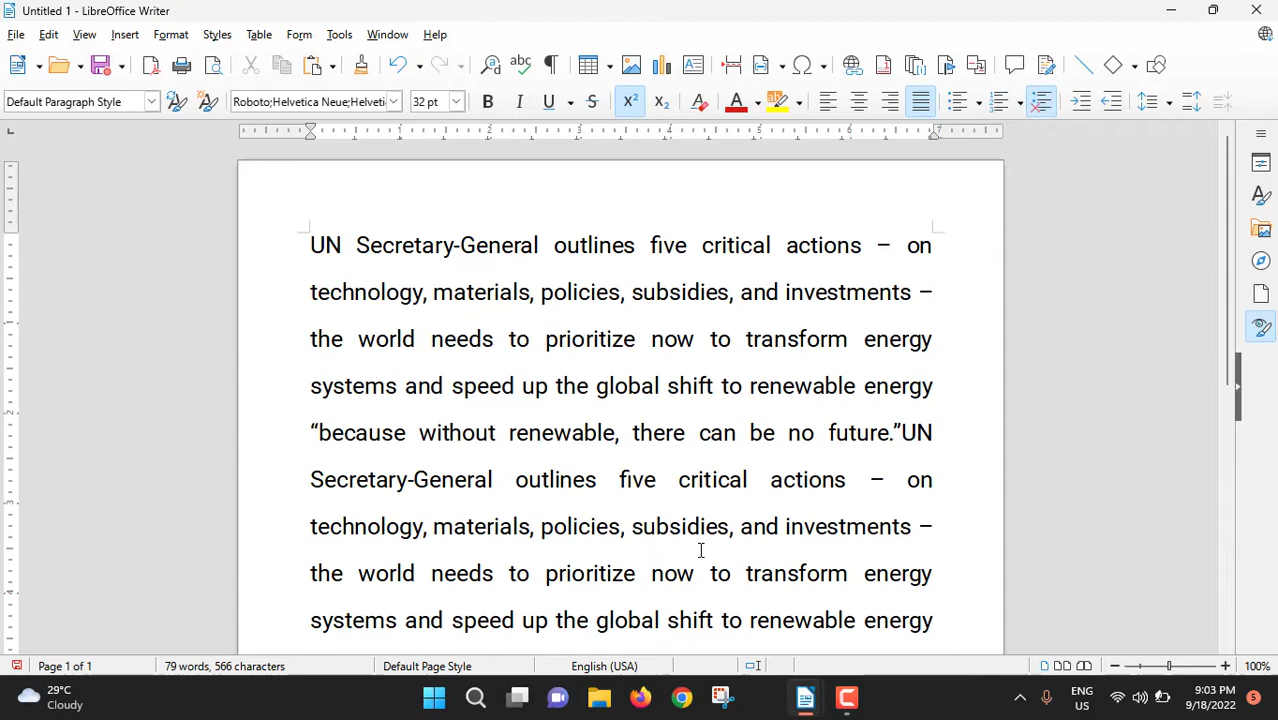 Untitled 1 - LibreOffice Writer
File Edit View Insert Format Styles Table Form Tools Window Help
Default Paragraph Style Roboto;Helvetica Neue;Helveti 32 pt
UN Secretary-General outlines five critical actions – on
technology, materials, policies, subsidies, and investments –
the world needs to prioritize now to transform energy
systems and speed up the global shift to renewable energy
“because without renewable, there can be no future.”UN
Secretary-General outlines five critical actions – on
technology, materials, policies, subsidies, and investments –
the world needs to prioritize now to transform energy
systems and speed up the global shift to renewable energy
Page 1 of 1 79 words, 566 characters Default Page Style English (USA) 100%
29°C
Cloudy
ENG
US
9:03 PM
9/18/2022
5